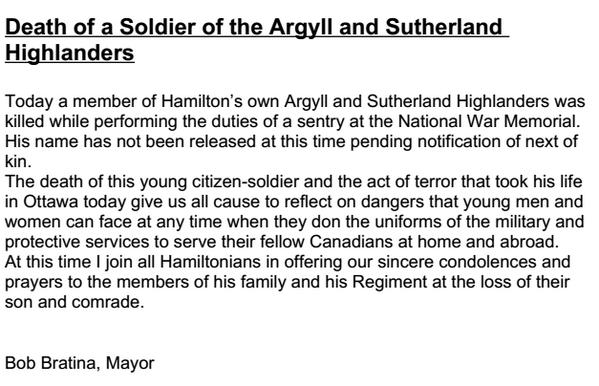 Death of a Soldier of the Argyll and Sutherland
Highlanders
Today a member of Hamilton's own Argyll and Sutherland Highlanders was
killed while performing the duties of a sentry at the National War Memorial.
His name has not been released at this time pending notification of next of
kin.
The death of this young citizen-soldier and the act of terror that took his life
in Ottawa today give us all cause to reflect on dangers that young men and
women can face at any time when they don the uniforms of the military and
protective services to serve their fellow Canadians at home and abroad.
At this time I join all Hamiltonians in offering our sincere condolences and
prayers to the members of his family and his Regiment at the loss of their
son and comrade.
Bob Bratina, Mayor